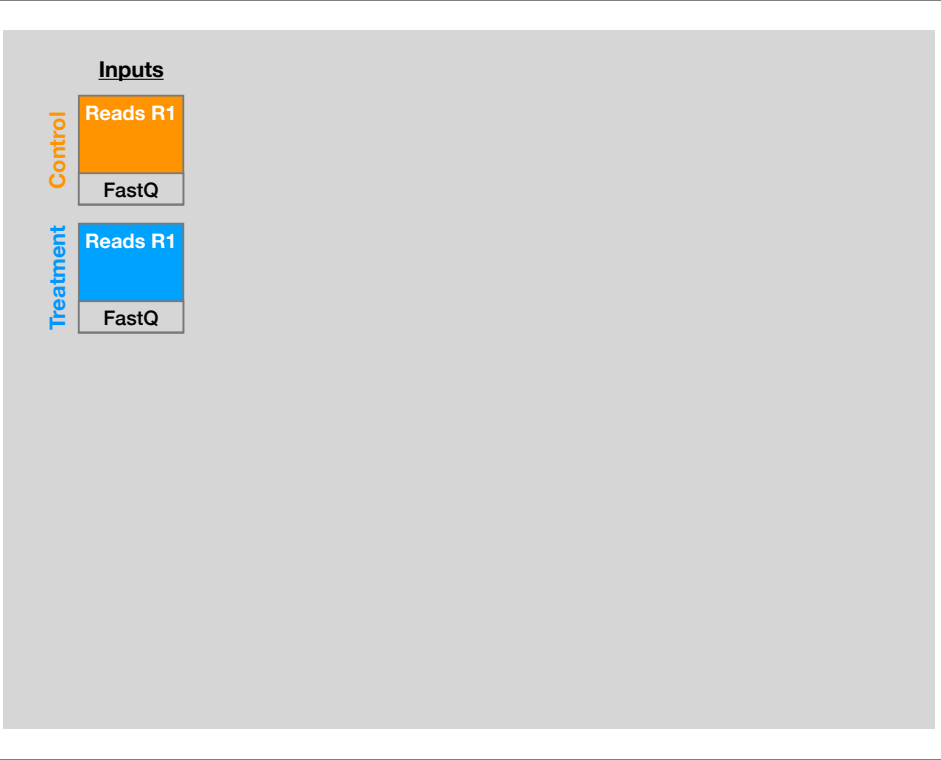 Inputs
Control
Reads R1
FastQ
Treatment
Reads R1
FastQ